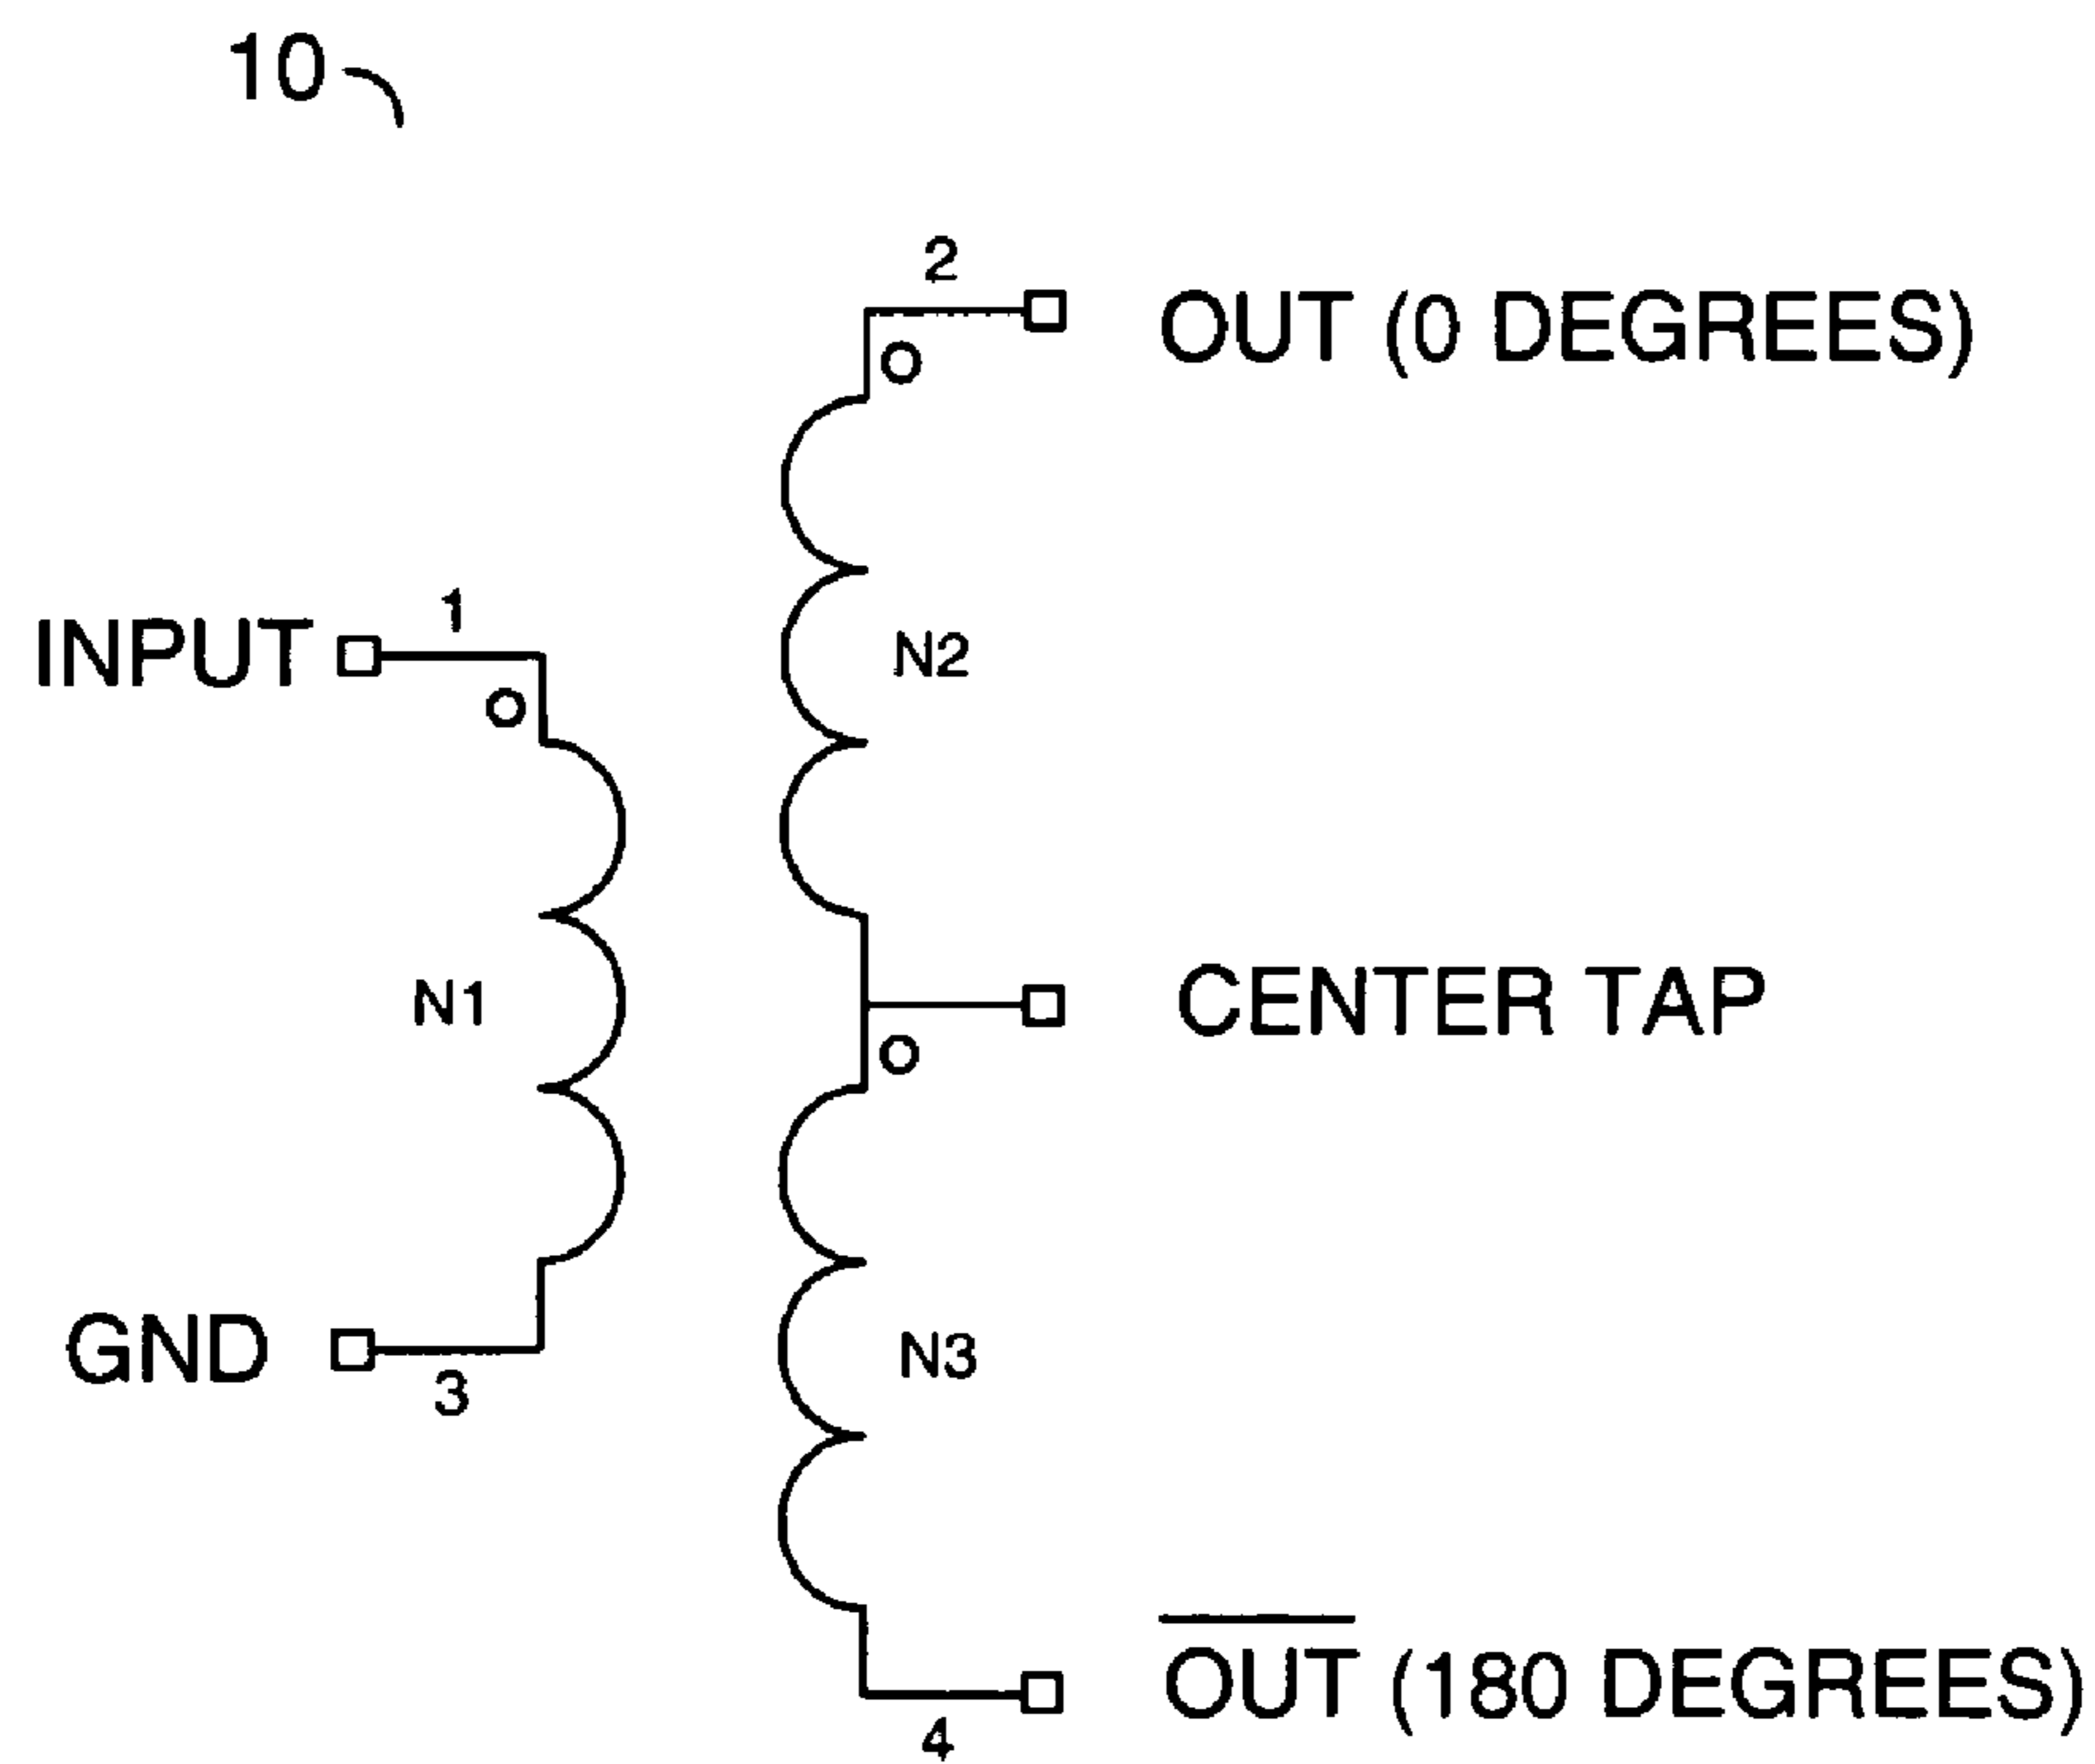 10
2
OUT (0 DEGREES)
1
INPUT
N2
N1
CENTER TAP
GND
3
N3
OUT (180 DEGREES)
4